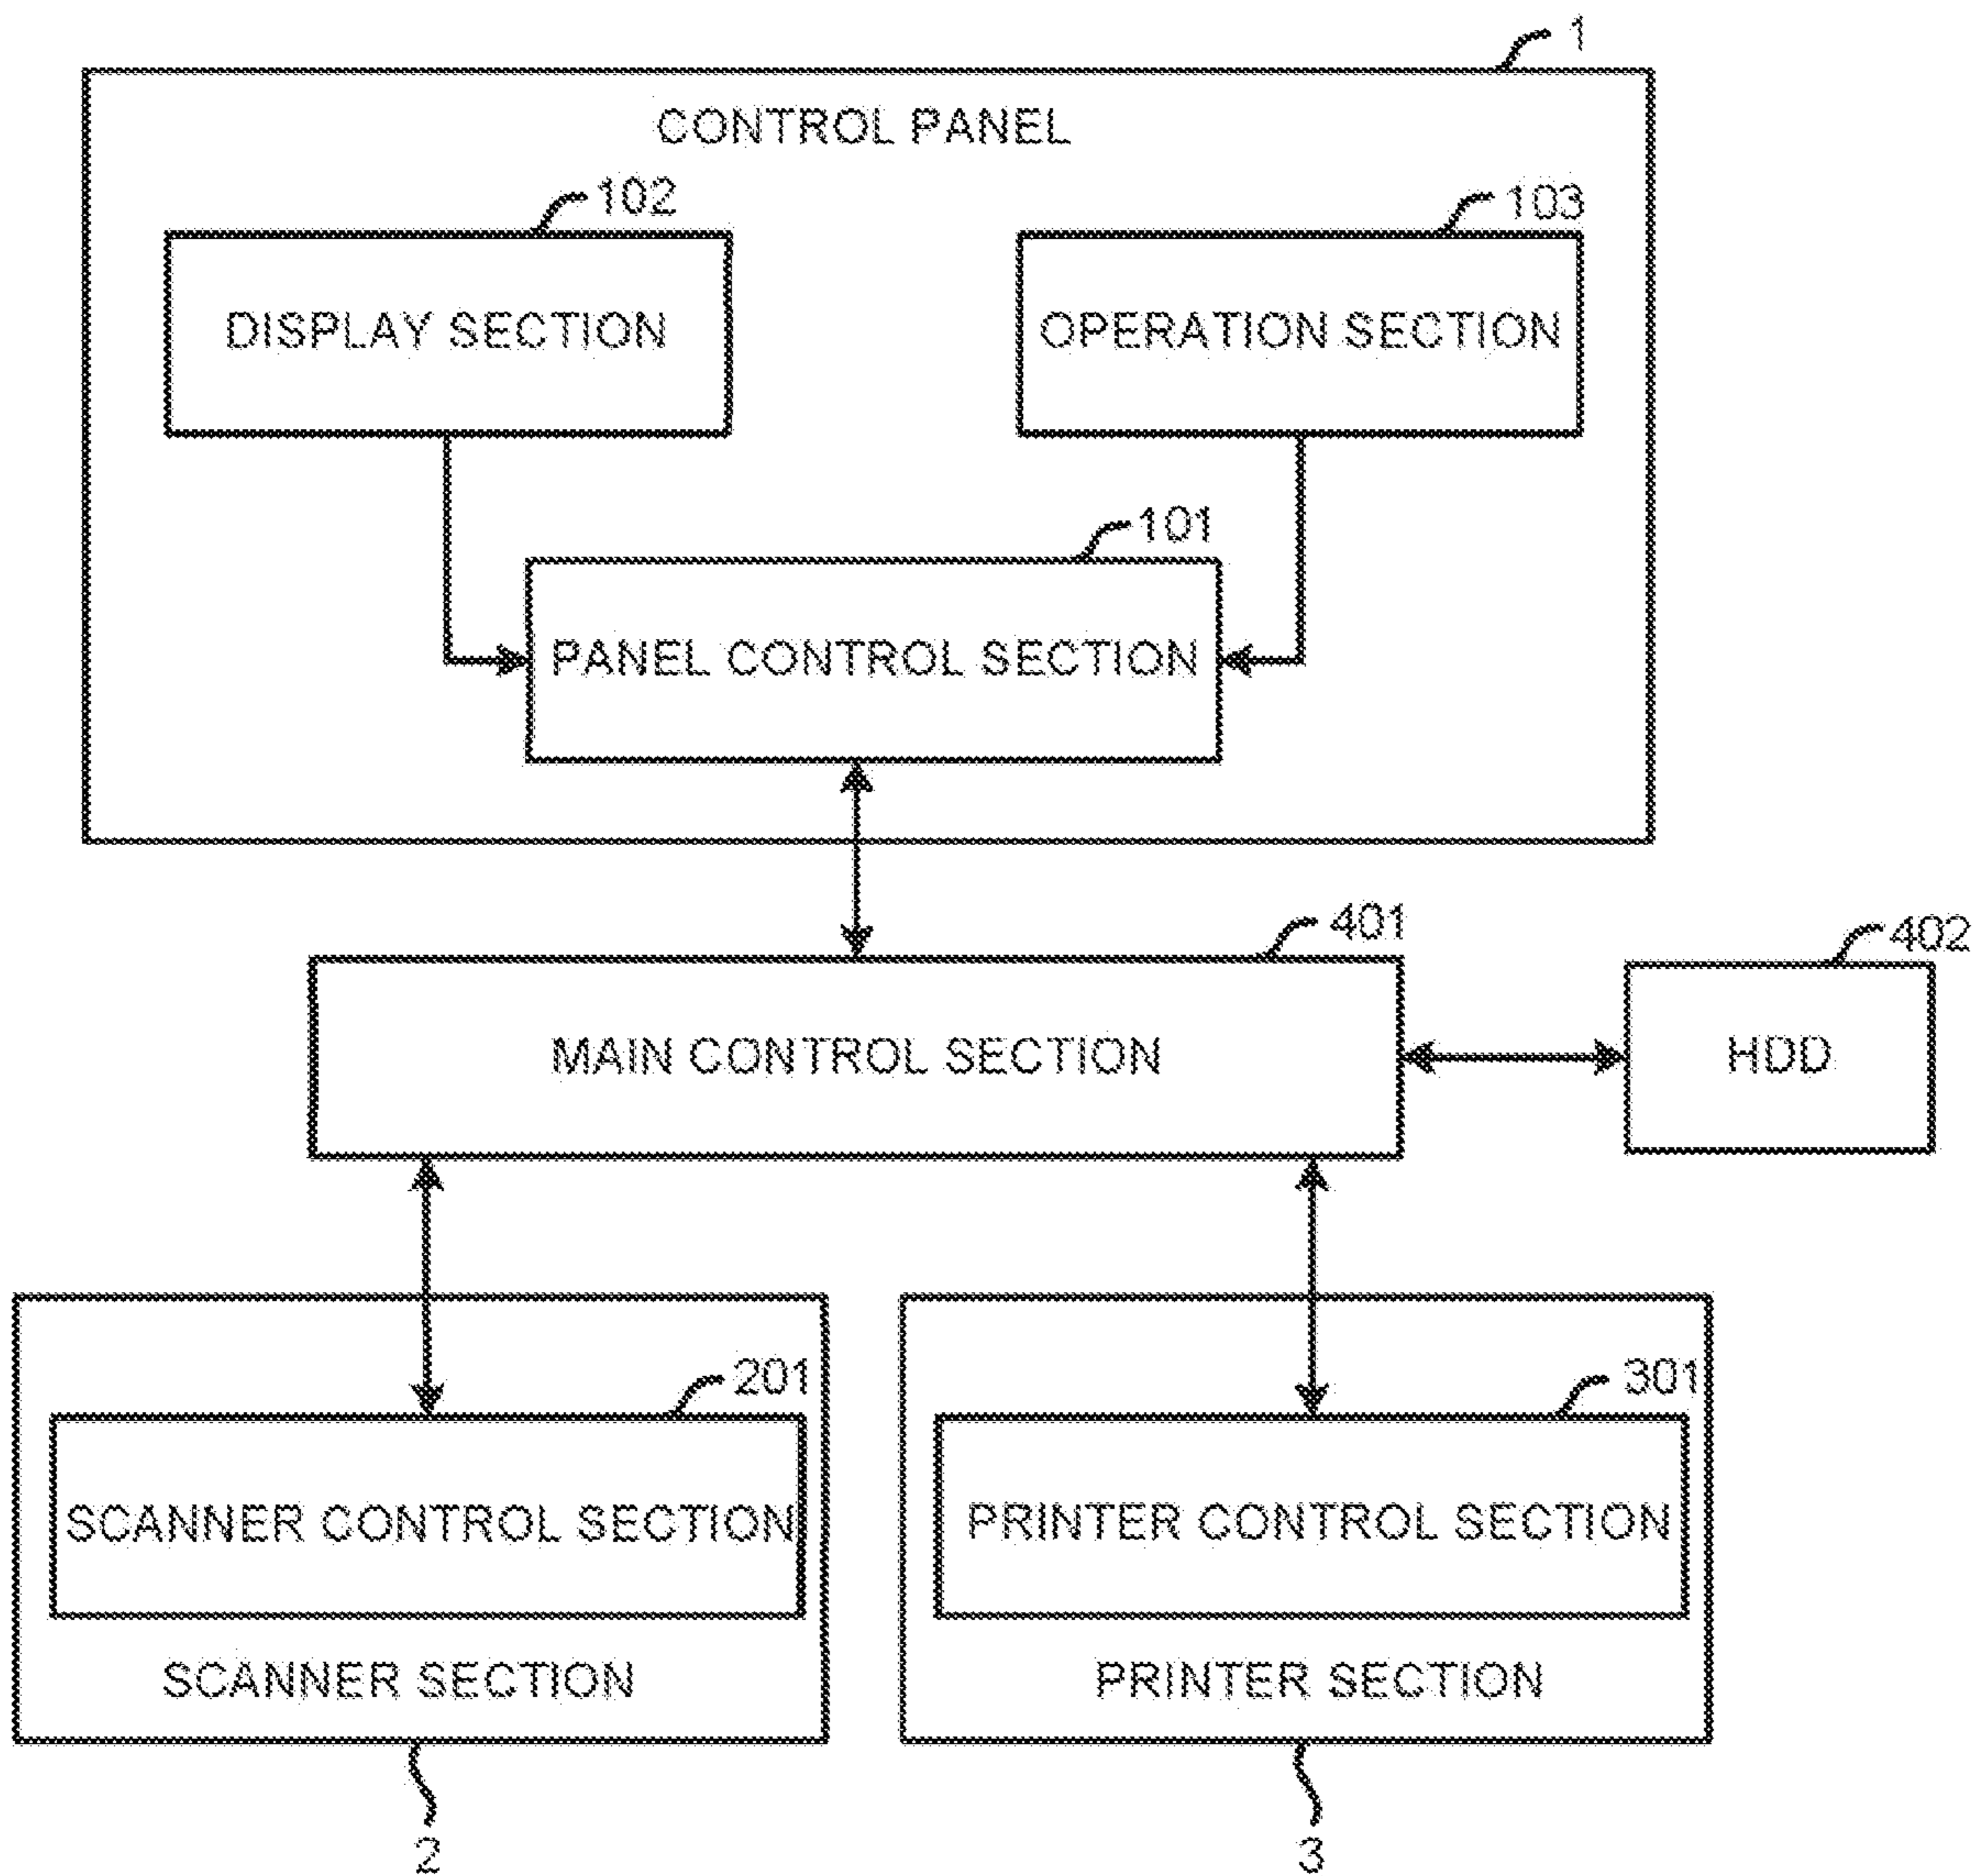 1
CONTROL PANEL
102
103
DISPLAY SECTION
OPERATION SECTION
101
PANEL CONTROL SECTION
401
402
MAIN CONTROL SECTION
HDD
201
301
SCANNER CONTROL SECTION
PRINTER CONTROL SECTION
SCANNER SECTION
PRINTER SECTION
2
3